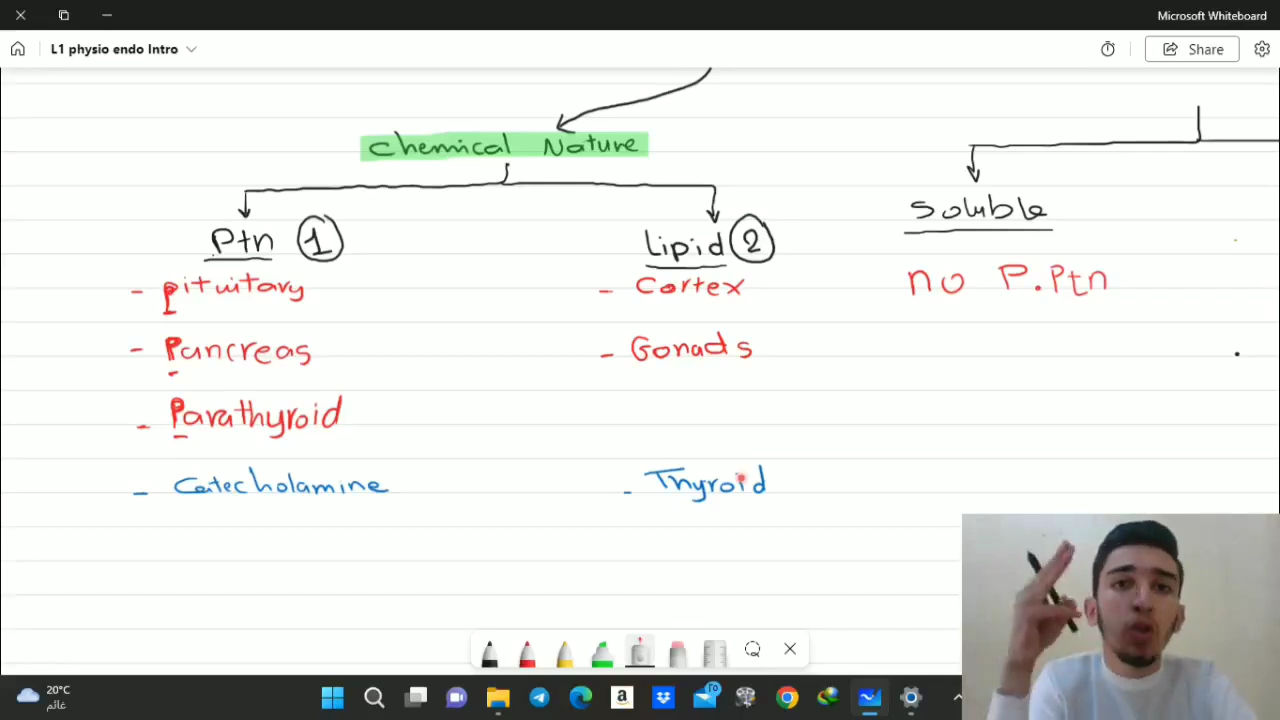 Microsoft Whiteboard
L1 physio endo Intro
Share
Chemical Nature
Ptn 1
Lipid 2
Soluble
- Pituitary
- Cortex
no P.Ptn
- Pancreas
- Gonads
- Parathyroid
- Catecholamine
- Thyroid
20°C
غائم